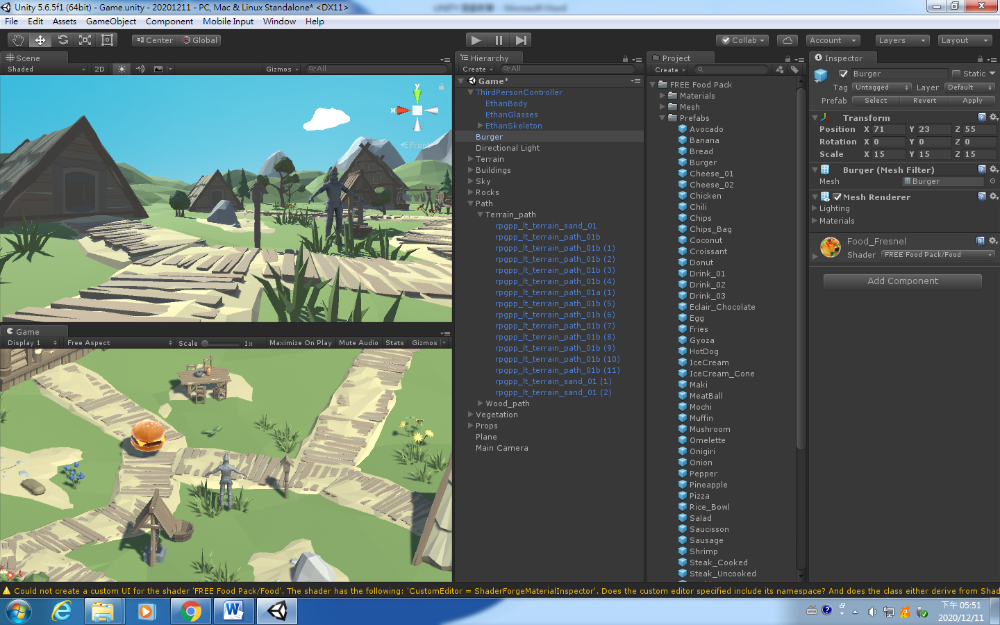 Unity 5.6.5f1 (64bit) - Game.unity - 20201211 - PC, Mac & Linux Standalone* <DX11>
File Edit Assets GameObject Component Mobile Input Window Help
Center Global Collab Account Layers Layout
Scene
Shaded 2D Gizmos All
y
x
Front
Game
Display 1 Free Aspect Scale 1x Maximize On Play Mute Audio Stats Gizmos
Hierarchy
Create All
Game*
ThirdPersonController
EthanBody
EthanGlasses
EthanSkeleton
Burger
Directional Light
Terrain
Buildings
Sky
Rocks
Path
Terrain_path
rpgpp_lt_terrain_sand_01
rpgpp_lt_terrain_path_01b
rpgpp_lt_terrain_path_01b (1)
rpgpp_lt_terrain_path_01b (2)
rpgpp_lt_terrain_path_01b (3)
rpgpp_lt_terrain_path_01b (4)
rpgpp_lt_terrain_path_01a (1)
rpgpp_lt_terrain_path_01b (5)
rpgpp_lt_terrain_path_01b (6)
rpgpp_lt_terrain_path_01b (7)
rpgpp_lt_terrain_path_01b (8)
rpgpp_lt_terrain_path_01b (9)
rpgpp_lt_terrain_path_01b (10)
rpgpp_lt_terrain_path_01b (11)
rpgpp_lt_terrain_sand_01 (1)
rpgpp_lt_terrain_sand_01 (2)
Wood_path
Vegetation
Props
Plane
Main Camera
Project
Create
FREE Food Pack
Materials
Mesh
Prefabs
Avocado
Banana
Bread
Burger
Cheese_01
Cheese_02
Chicken
Chili
Chips
Chips_Bag
Coconut
Croissant
Donut
Drink_01
Drink_02
Drink_03
Eclair_Chocolate
Egg
Fries
Gyoza
HotDog
IceCream
IceCream_Cone
Maki
MeatBall
Mochi
Muffin
Mushroom
Omelette
Onigiri
Onion
Pepper
Pineapple
Pizza
Rice_Bowl
Salad
Saucisson
Sausage
Shrimp
Steak_Cooked
Steak_Uncooked
Inspector
Burger Static
Tag Untagged Layer Default
Prefab Select Revert Apply
Transform
Position X 71 Y 23 Z 55
Rotation X 0 Y 0 Z 0
Scale X 15 Y 15 Z 15
Burger (Mesh Filter)
Mesh Burger
Mesh Renderer
Lighting
Materials
Food_Fresnel
Shader FREE Food Pack/Food
Add Component
Could not create a custom UI for the shader 'FREE Food Pack/Food'. The shader has the following: 'CustomEditor = ShaderForgeMaterialInspector'. Does the custom editor specified include its namespace? And does the class either derive from Shad
下午 05:51
2020/12/11